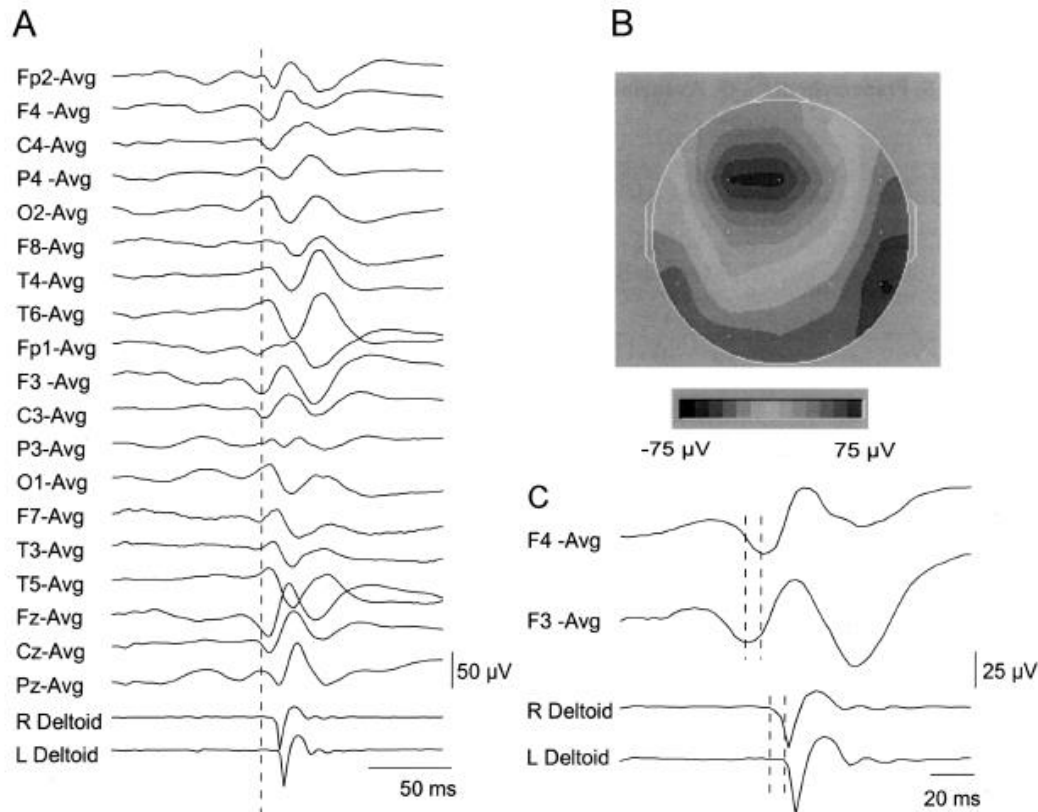 A
Fp2-Avg
F4 -Avg
C4-Avg
P4 -Avg
O2-Avg
F8-Avg
T4-Avg
T6-Avg
Fp1-Avg
F3 -Avg
C3-Avg
P3-Avg
O1-Avg
F7-Avg
T3-Avg
T5-Avg
Fz-Avg
Cz-Avg
Pz-Avg
R Deltoid
L Deltoid
50 µV
50 ms
B
-75 µV
75 µV
C
F4 -Avg
F3 -Avg
25 µV
R Deltoid
L Deltoid
20 ms